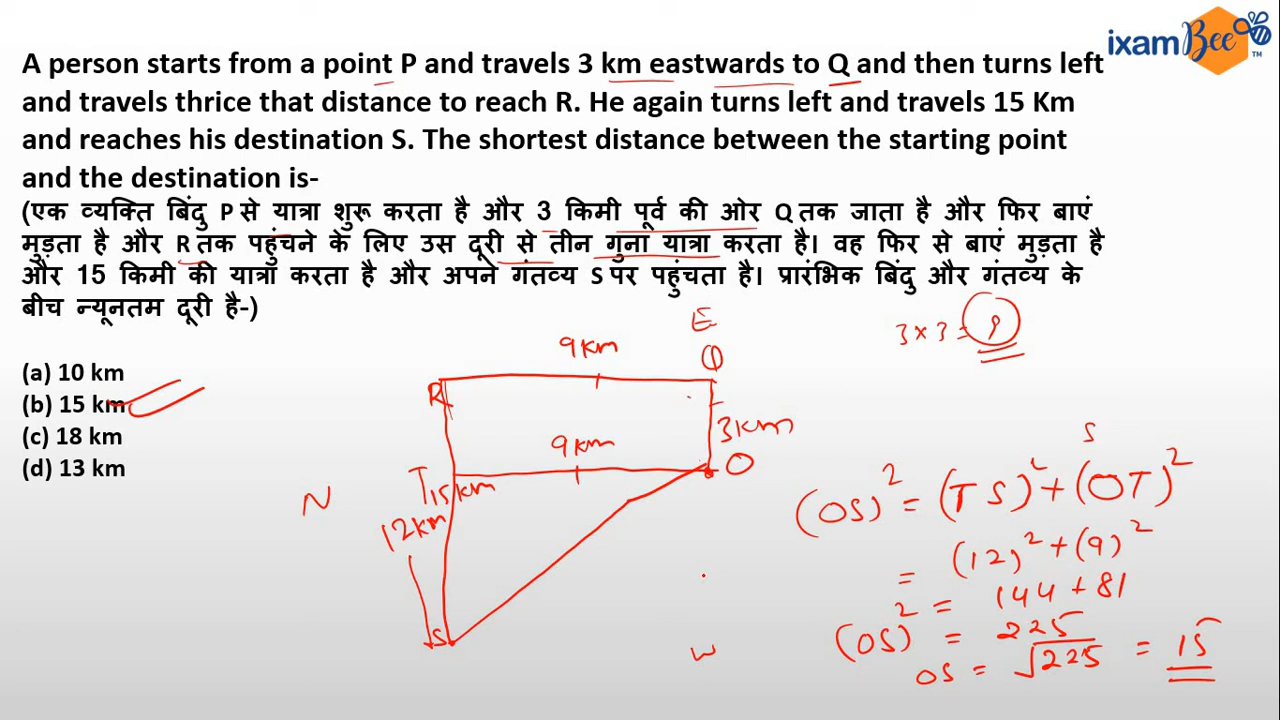 ixamBee™
A person starts from a point P and travels 3 km eastwards to Q and then turns left
and travels thrice that distance to reach R. He again turns left and travels 15 Km
and reaches his destination S. The shortest distance between the starting point
and the destination is-
(एक व्यक्ति बिंदु P से यात्रा शुरू करता है और 3 किमी पूर्व की ओर Q तक जाता है और फिर बाएं
मुड़ता है और R तक पहुंचने के लिए उस दूरी से तीन गुना यात्रा करता है। वह फिर से बाएं मुड़ता है
और 15 किमी की यात्रा करता है और अपने गंतव्य S पर पहुंचता है। प्रारंभिक बिंदु और गंतव्य के
बीच न्यूनतम दूरी है-)
3 × 3 = 9
(a) 10 km
(b) 15 km
(c) 18 km
(d) 13 km
E
9km
Q
R
3km
9km
O
T
15km
12km
N
S
W
S
(OS)² = (TS)² + (OT)²
= (12)² + (9)²
² = 144 + 81
(OS) = 225
OS = √225 = 15